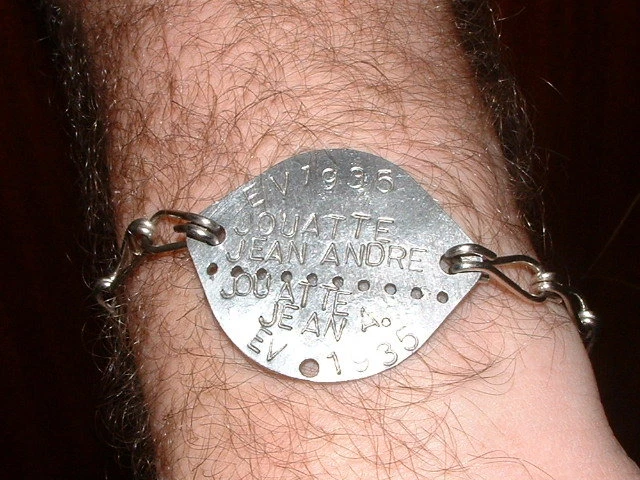 EV 1935
JOUATTE
JEAN ANDRE
JOUATTE
JEAN A.
EV 1935